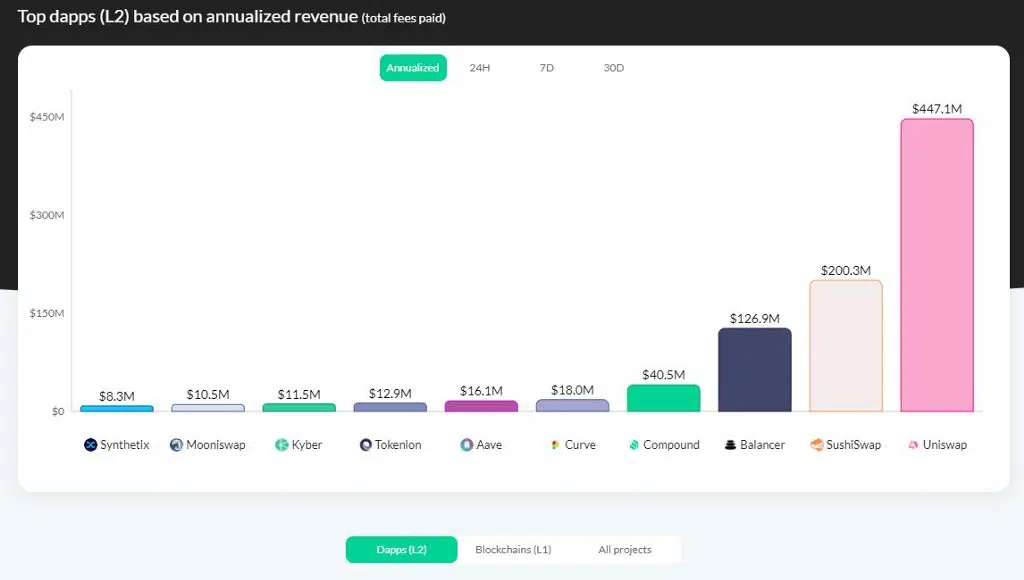 Top dapps (L2) based on annualized revenue (total fees paid)
Annualized 24H 7D 30D
$450M
$300M
$150M
$0
$8.3M
$10.5M
$11.5M
$12.9M
$16.1M
$18.0M
$40.5M
$126.9M
$200.3M
$447.1M
Synthetix Mooniswap Kyber Tokenlon Aave Curve Compound Balancer SushiSwap Uniswap
Dapps (L2) Blockchains (L1) All projects